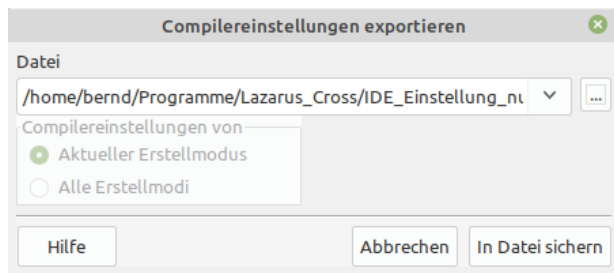 Compilereinstellungen exportieren
Datei
/home/bernd/Programme/Lazarus_Cross/IDE_Einstellung_nu
...
Compilereinstellungen von
Aktueller Erstellmodus
Alle Erstellmodi
Hilfe Abbrechen In Datei sichern